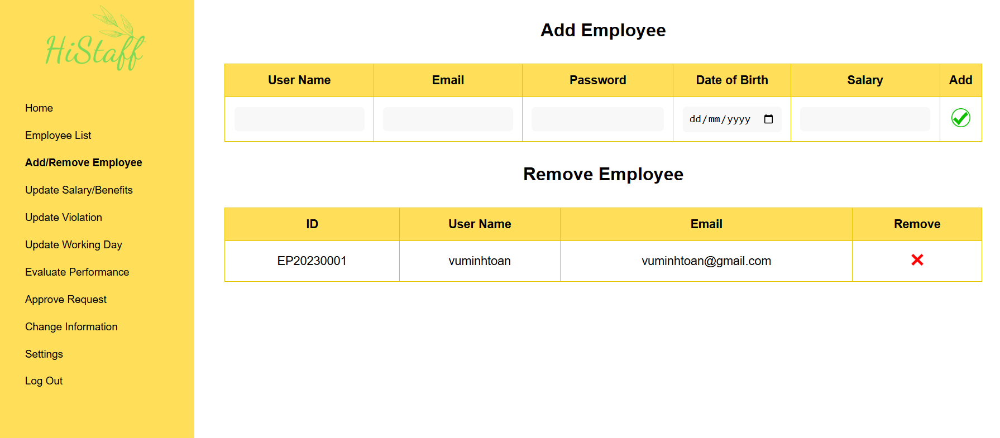 HiStaff
Home
Employee List
Add/Remove Employee
Update Salary/Benefits
Update Violation
Update Working Day
Evaluate Performance
Approve Request
Change Information
Settings
Log Out
Add Employee
User Name Email Password Date of Birth Salary Add
dd/mm/yyyy
Remove Employee
ID User Name Email Remove
EP20230001 vuminhtoan vuminhtoan@gmail.com